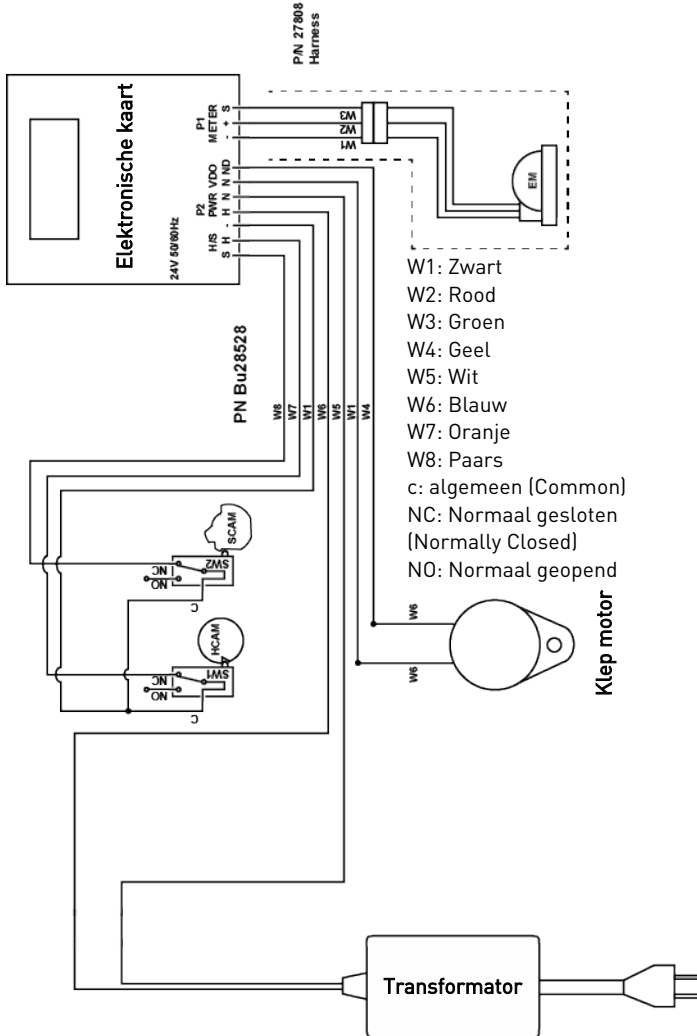 P/N 27808
Harness
Elektronische kaart
24V 50/60Hz
P1
METER
- + S
P2
H/S PWR VDO
S H - H N N ND
W1
W2
W3
EM
PN Bu28528
W8
W7
W1
W6
W5
W1
W4
W1: Zwart
W2: Rood
W3: Groen
W4: Geel
W5: Wit
W6: Blauw
W7: Oranje
W8: Paars
c: algemeen (Common)
NC: Normaal gesloten
(Normally Closed)
NO: Normaal geopend
NC
NO
SW2
SCAM
C
NC
NO
SW1
HCAM
C
W6
W6
Klep motor
Transformator